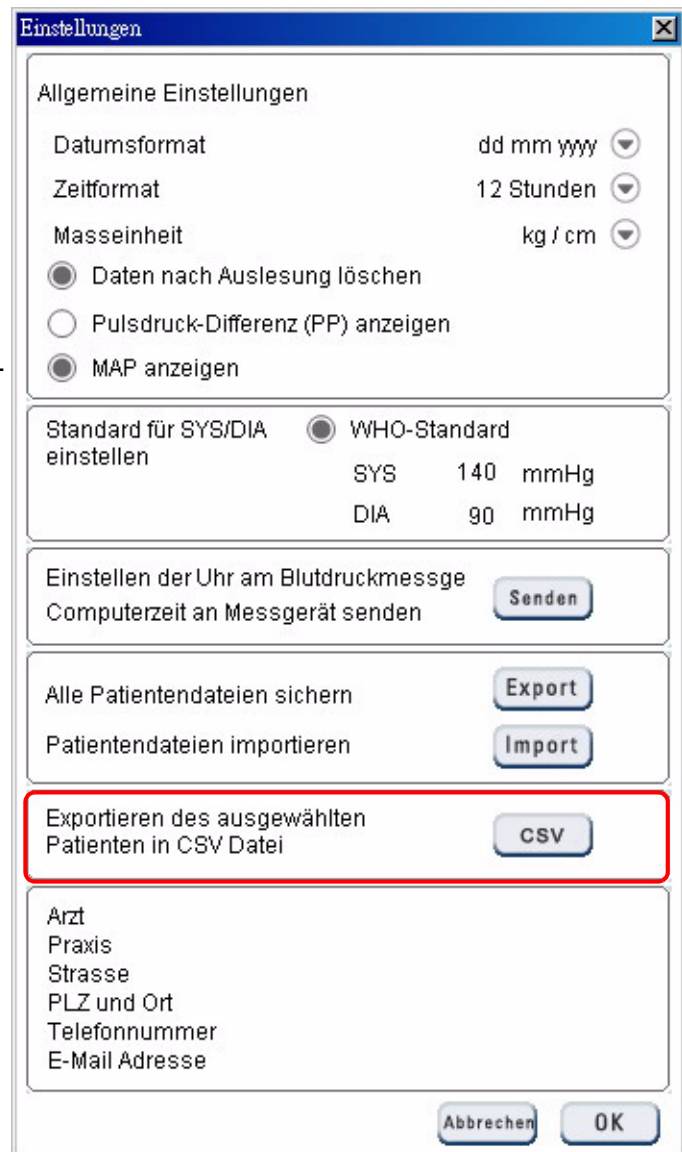 Einstellungen
Allgemeine Einstellungen
Datumsformat dd mm yyyy
Zeitformat 12 Stunden
Masseinheit kg / cm
Daten nach Auslesung löschen
Pulsdruck-Differenz (PP) anzeigen
MAP anzeigen
Standard für SYS/DIA WHO-Standard
einstellen
SYS 140 mmHg
DIA 90 mmHg
Einstellen der Uhr am Blutdruckmessge
Computerzeit an Messgerät senden Senden
Alle Patientendateien sichern Export
Patientendateien importieren Import
Exportieren des ausgewählten
Patienten in CSV Datei CSV
Arzt
Praxis
Strasse
PLZ und Ort
Telefonnummer
E-Mail Adresse
Abbrechen OK